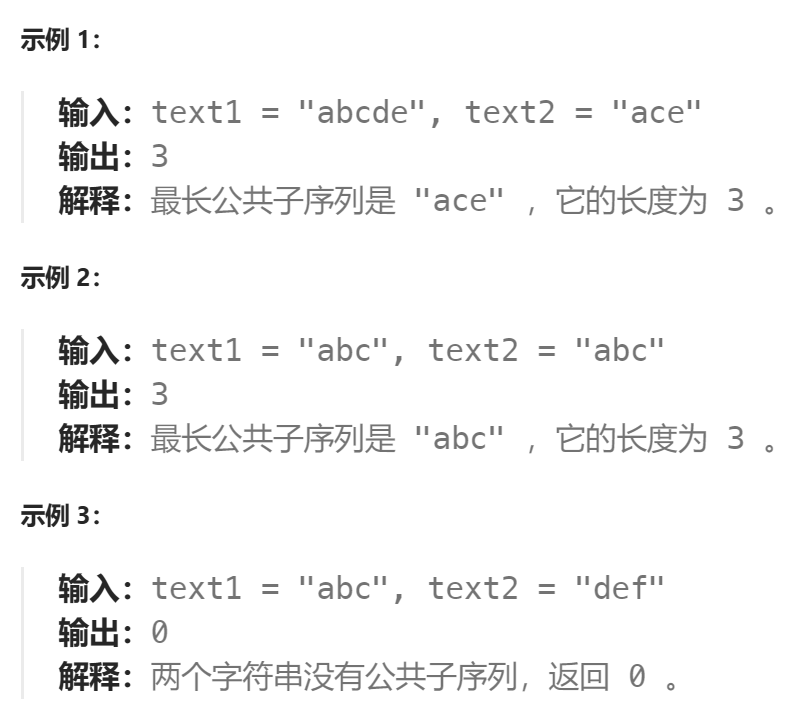 示例 1：
输入：text1 = "abcde", text2 = "ace"
输出：3
解释：最长公共子序列是 "ace" ，它的长度为 3 。
示例 2：
输入：text1 = "abc", text2 = "abc"
输出：3
解释：最长公共子序列是 "abc" ，它的长度为 3 。
示例 3：
输入：text1 = "abc", text2 = "def"
输出：0
解释：两个字符串没有公共子序列，返回 0 。